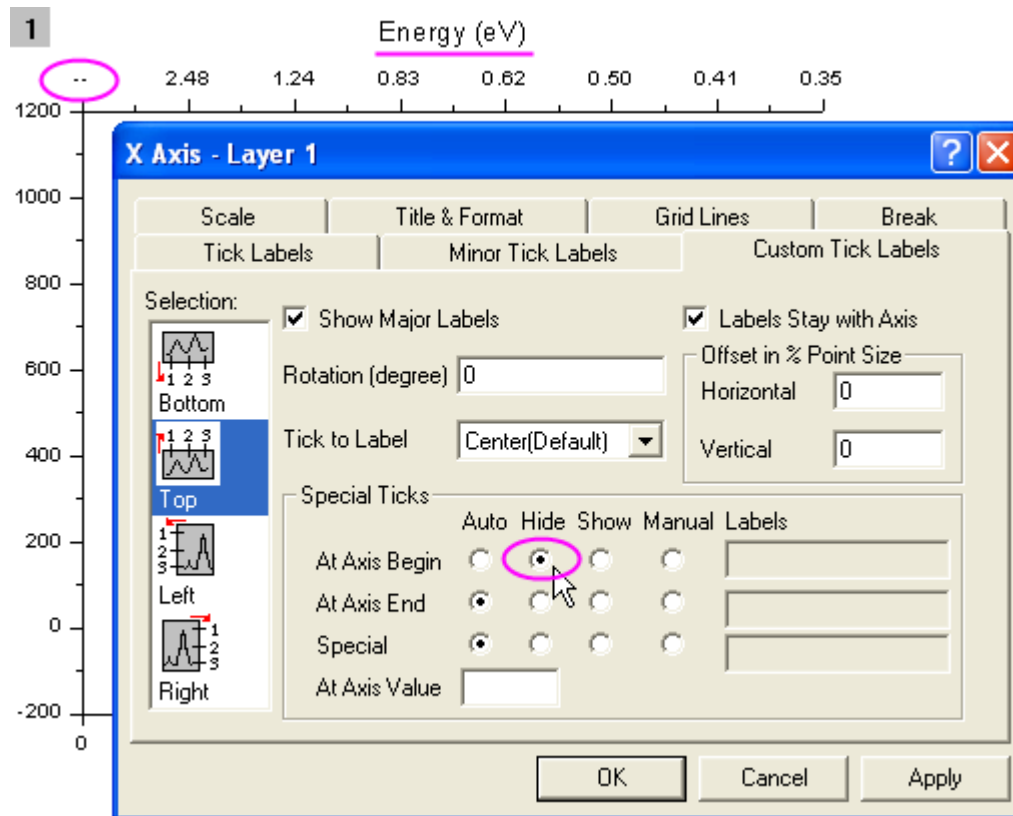 1
Energy (eV)
-- 2.48 1.24 0.83 0.62 0.50 0.41 0.35
1200
1000
800
600
400
200
0
-200
0
X Axis - Layer 1
Scale Title & Format Grid Lines Break
Tick Labels Minor Tick Labels Custom Tick Labels
Selection:
1 2 3
Bottom
1 2 3
Top
1
2
3
Left
1
2
3
Right
Show Major Labels
Labels Stay with Axis
Rotation (degree) 0
Offset in % Point Size
Horizontal 0
Tick to Label Center(Default)
Vertical 0
Special Ticks
Auto Hide Show Manual Labels
At Axis Begin
At Axis End
Special
At Axis Value
OK Cancel Apply